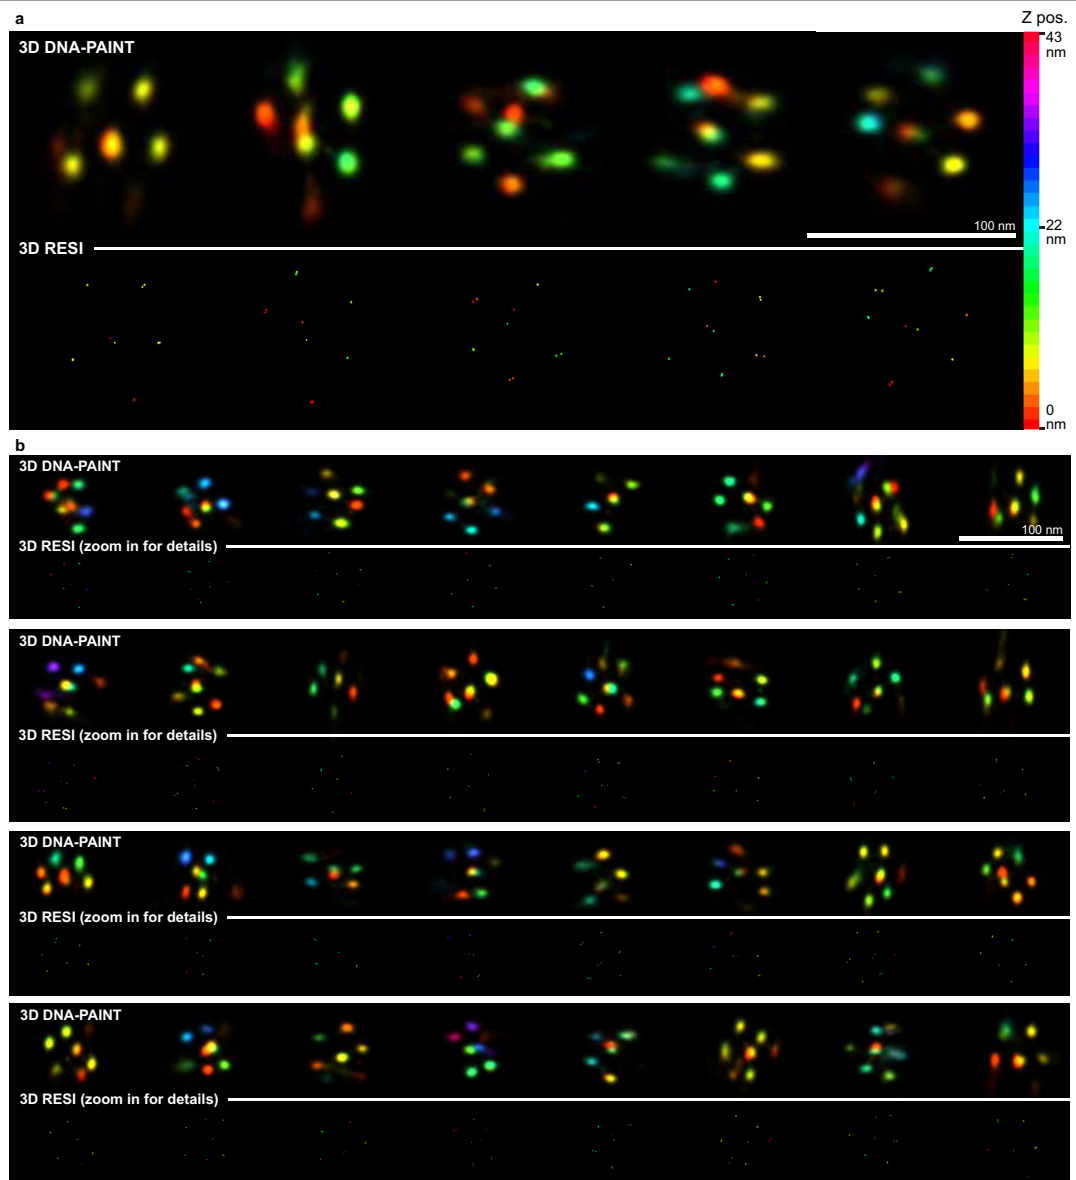 a
Z pos.
3D DNA-PAINT
43
nm
100 nm
22
nm
3D RESI
0
nm
b
3D DNA-PAINT
100 nm
3D RESI (zoom in for details)
3D DNA-PAINT
3D RESI (zoom in for details)
3D DNA-PAINT
3D RESI (zoom in for details)
3D DNA-PAINT
3D RESI (zoom in for details)